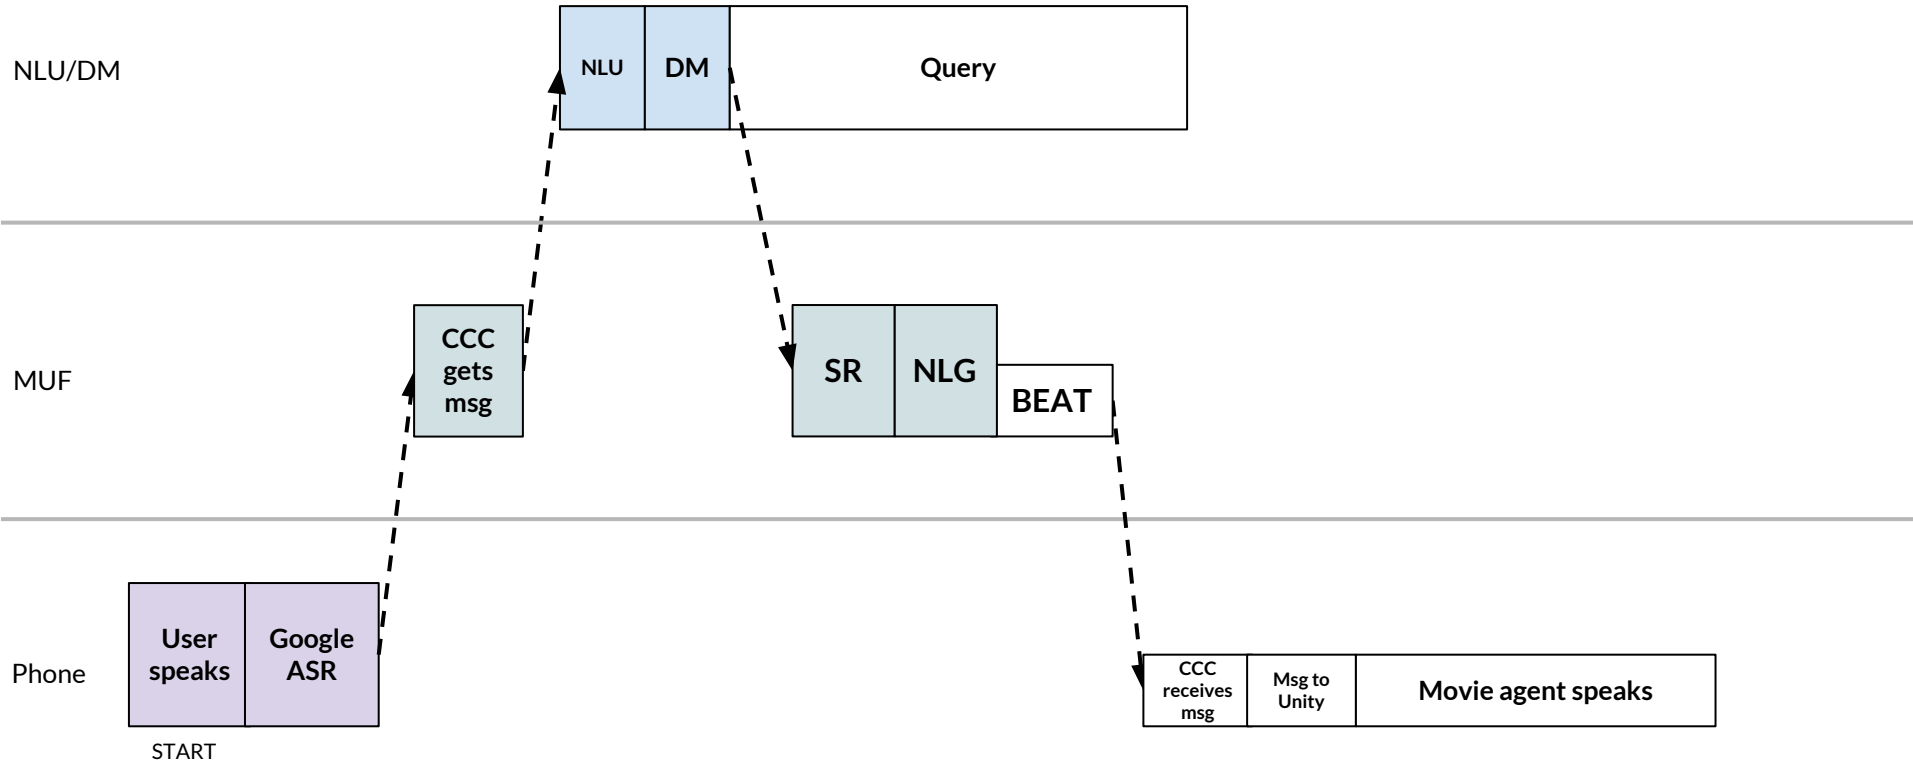 NLU/DM
NLU
DM
Query
MUF
CCC
gets
msg
SR
NLG
BEAT
Phone
User
speaks
Google
ASR
CCC
receives
msg
Msg to
Unity
Movie agent speaks
START